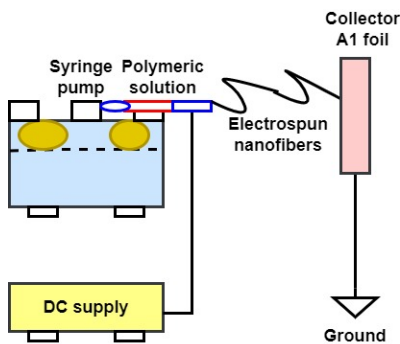 Collector
A1 foil
Syringe
pump
Polymeric
solution
Electrospun
nanofibers
DC supply
Ground